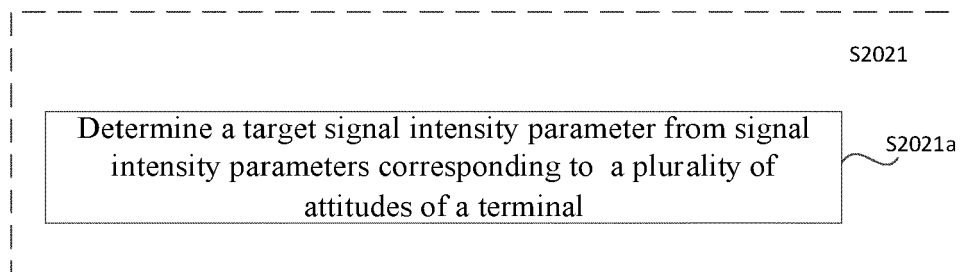 S2021
Determine a target signal intensity parameter from signal
intensity parameters corresponding to a plurality of
attitudes of a terminal
S2021a